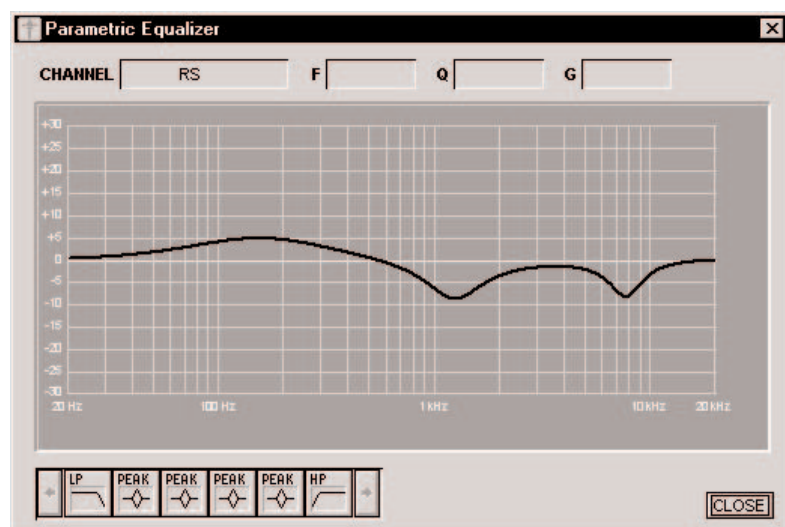 Parametric Equalizer
CHANNEL RS F Q G
+30
+25
+20
+15
+10
+5
0
-5
-10
-15
-20
-25
-30
20 Hz 100 Hz 1 kHz 10 kHz 20 kHz
LP PEAK PEAK PEAK PEAK HP
CLOSE